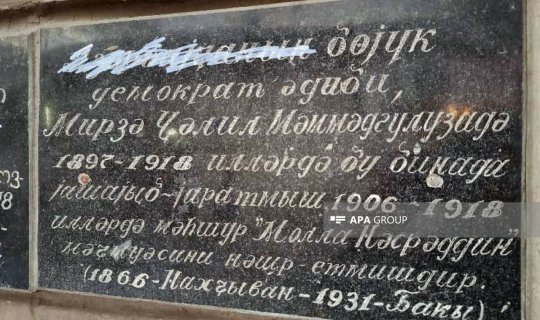 бөјүк
демократ әдиби,
Мирзә Ҹәлил Мәммәдгулузадә
1897-1918 илләрдә бу бинада
јашајыб-јаратмыш 1906-1918
илләрдә мәһшур "Молла Нәсрәддин"
мәҹмуәсини нәшр-етмишдир.
(1866-Нахчыван-1931-Бакы)
APA GROUP